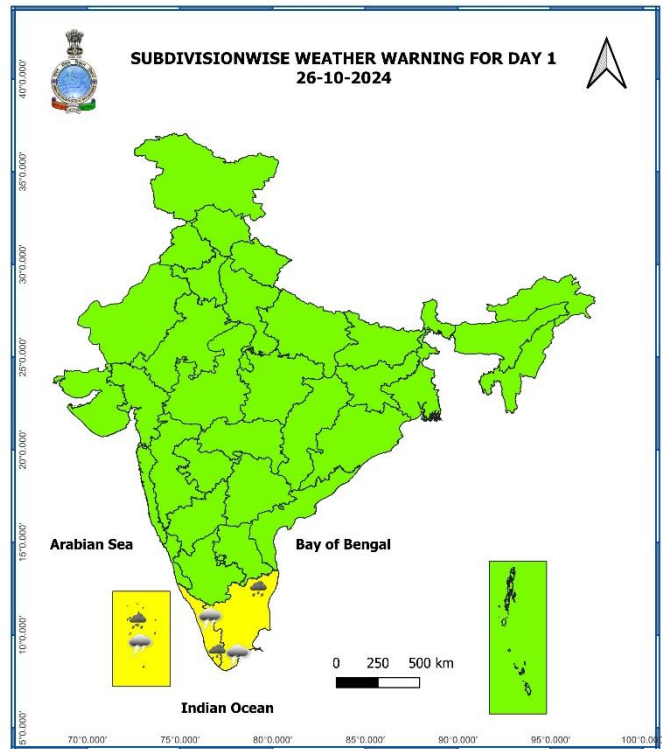 SUBDIVISIONWISE WEATHER WARNING FOR DAY 1
26-10-2024
40°0.000'
35°0.000'
30°0.000'
25°0.000'
20°0.000'
15°0.000'
10°0.000'
5°0.000'
Arabian Sea
Bay of Bengal
0 250 500 km
Indian Ocean
70°0.000' 75°0.000' 80°0.000' 85°0.000' 90°0.000' 95°0.000' 100°0.000'